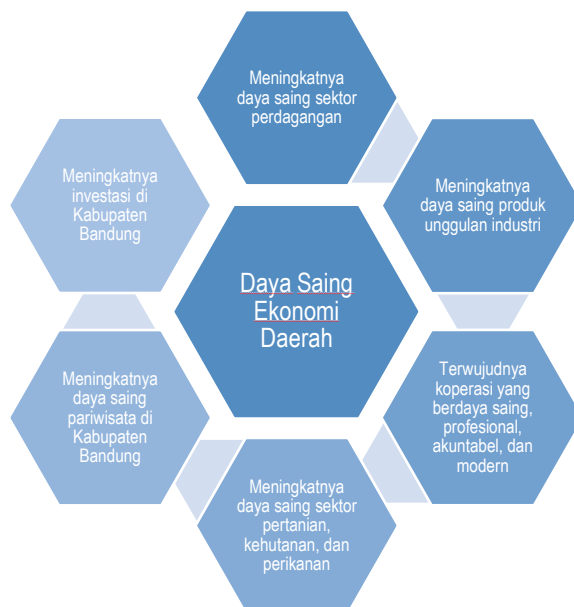 Meningkatnya
daya saing sektor
perdagangan
Meningkatnya
daya saing produk
unggulan industri
Terwujudnya
koperasi yang
berdaya saing,
profesional,
akuntabel, dan
modern
Meningkatnya
daya saing sektor
pertanian,
kehutanan, dan
perikanan
Meningkatnya
daya saing
pariwisata di
Kabupaten
Bandung
Meningkatnya
investasi di
Kabupaten
Bandung
Daya Saing
Ekonomi
Daerah